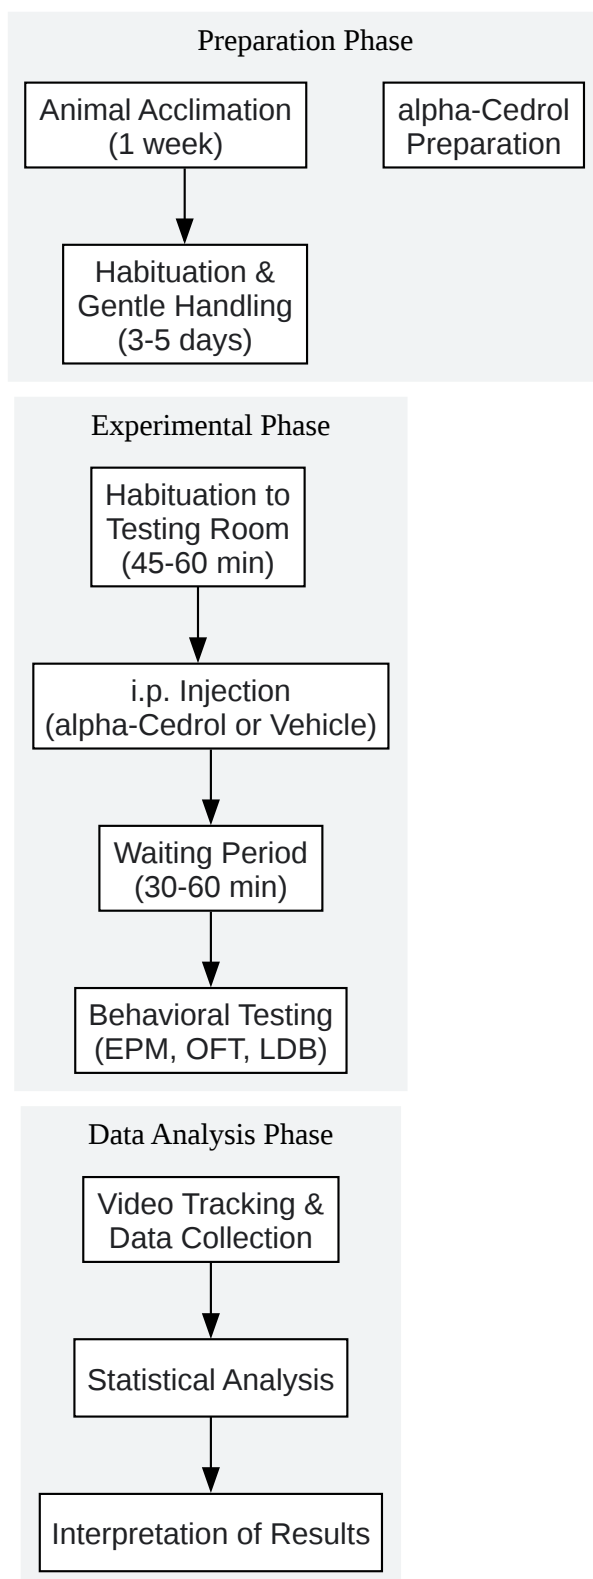 Preparation Phase
Animal Acclimation
(1 week)
alpha-Cedrol
Preparation
Habituation &
Gentle Handling
(3-5 days)
Experimental Phase
Habituation to
Testing Room
(45-60 min)
i.p. Injection
(alpha-Cedrol or Vehicle)
Waiting Period
(30-60 min)
Behavioral Testing
(EPM, OFT, LDB)
Data Analysis Phase
Video Tracking &
Data Collection
Statistical Analysis
Interpretation of Results